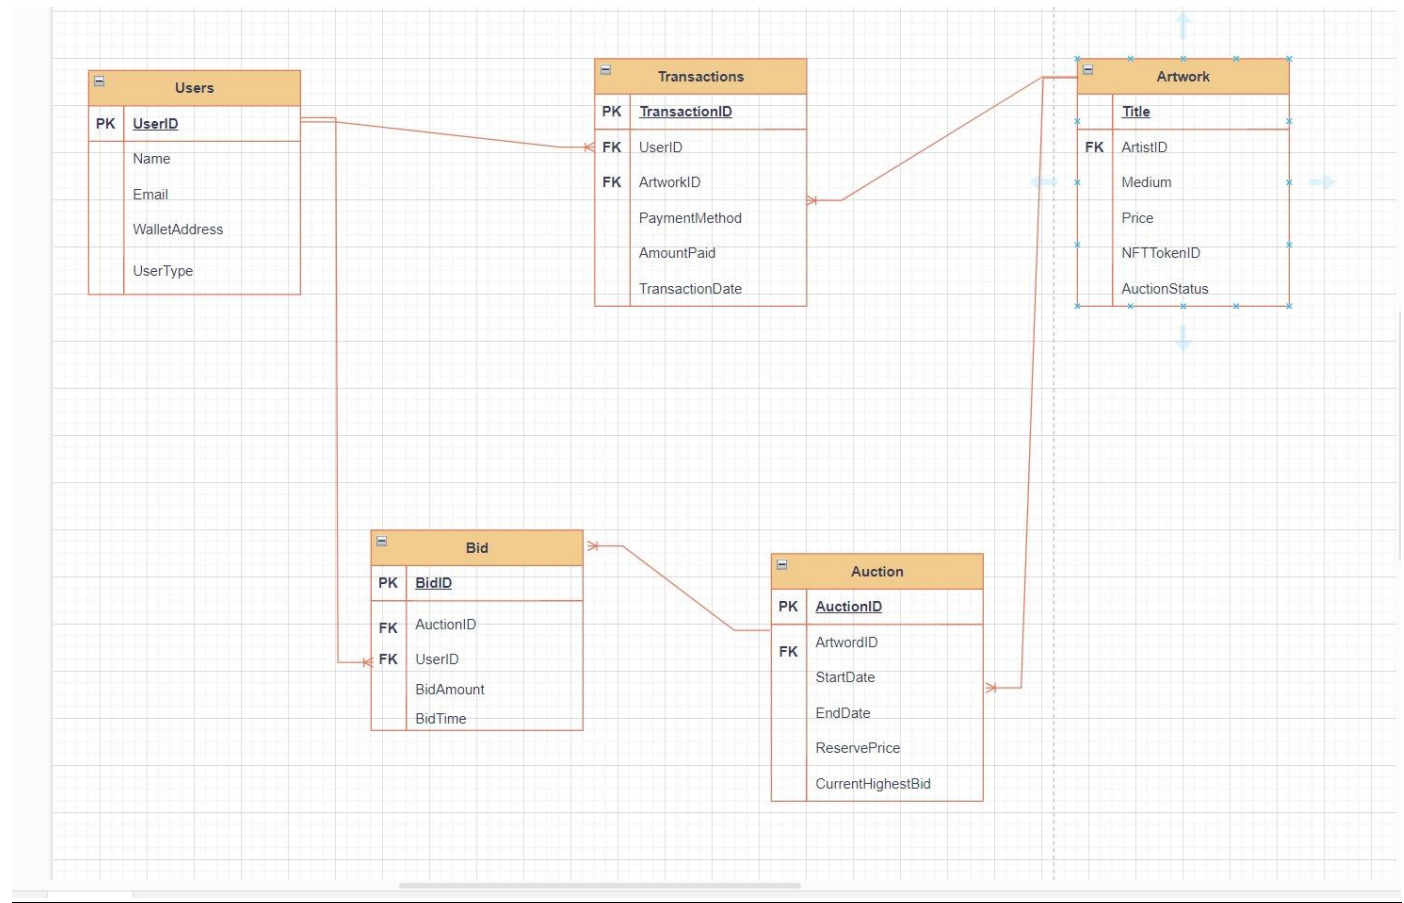 Users
PK UserID
Name
Email
WalletAddress
UserType
Transactions
PK TransactionID
FK UserID
FK ArtworkID
PaymentMethod
AmountPaid
TransactionDate
Artwork
Title
FK ArtistID
Medium
Price
NFTTokenID
AuctionStatus
Bid
PK BidID
FK AuctionID
FK UserID
BidAmount
BidTime
Auction
PK AuctionID
FK ArtwordID
StartDate
EndDate
ReservePrice
CurrentHighestBid